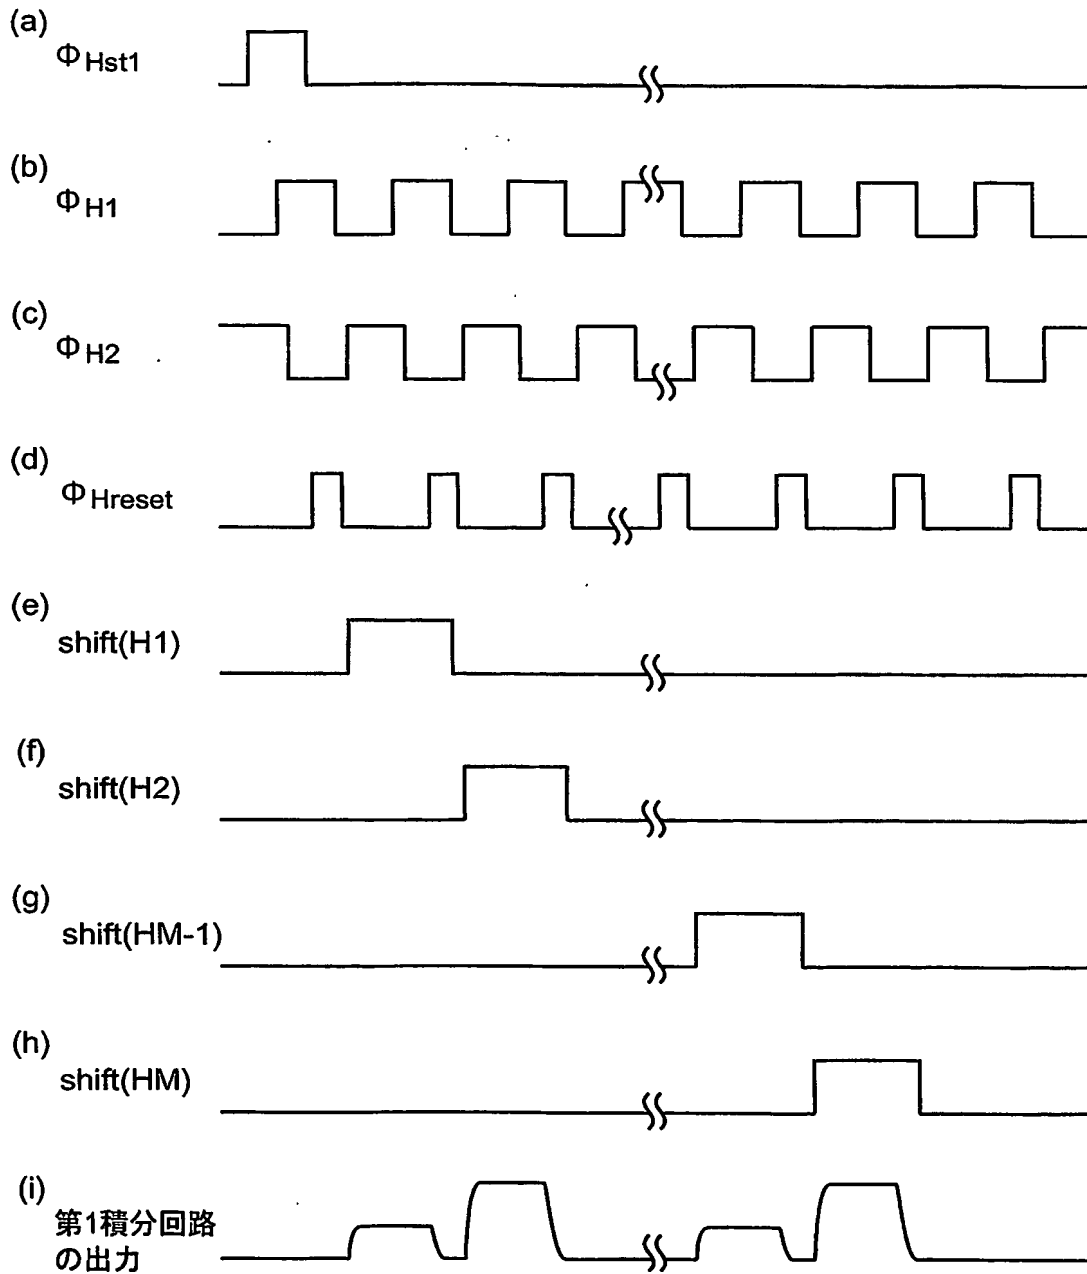 (a)
ΦHst1
(b)
ΦH1
(c)
ΦH2
(d)
ΦHreset
(e)
shift(H1)
(f)
shift(H2)
(g)
shift(HM-1)
(h)
shift(HM)
(i)
第1積分回路
の出力